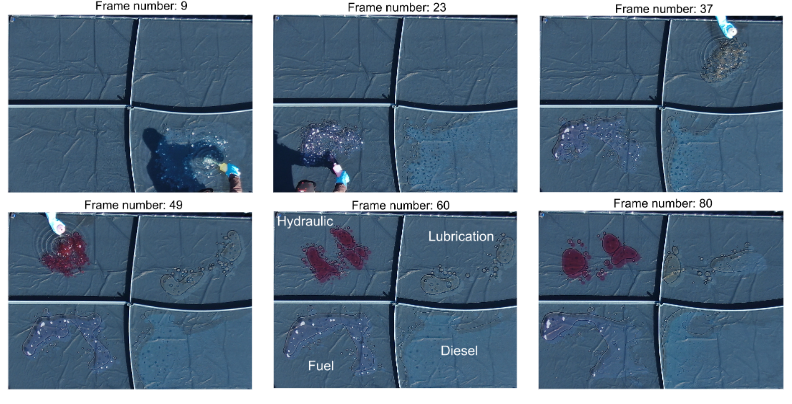 Frame number: 9
Frame number: 23
Frame number: 37
Frame number: 49
Frame number: 60
Frame number: 80
Hydraulic
Lubrication
Fuel
Diesel